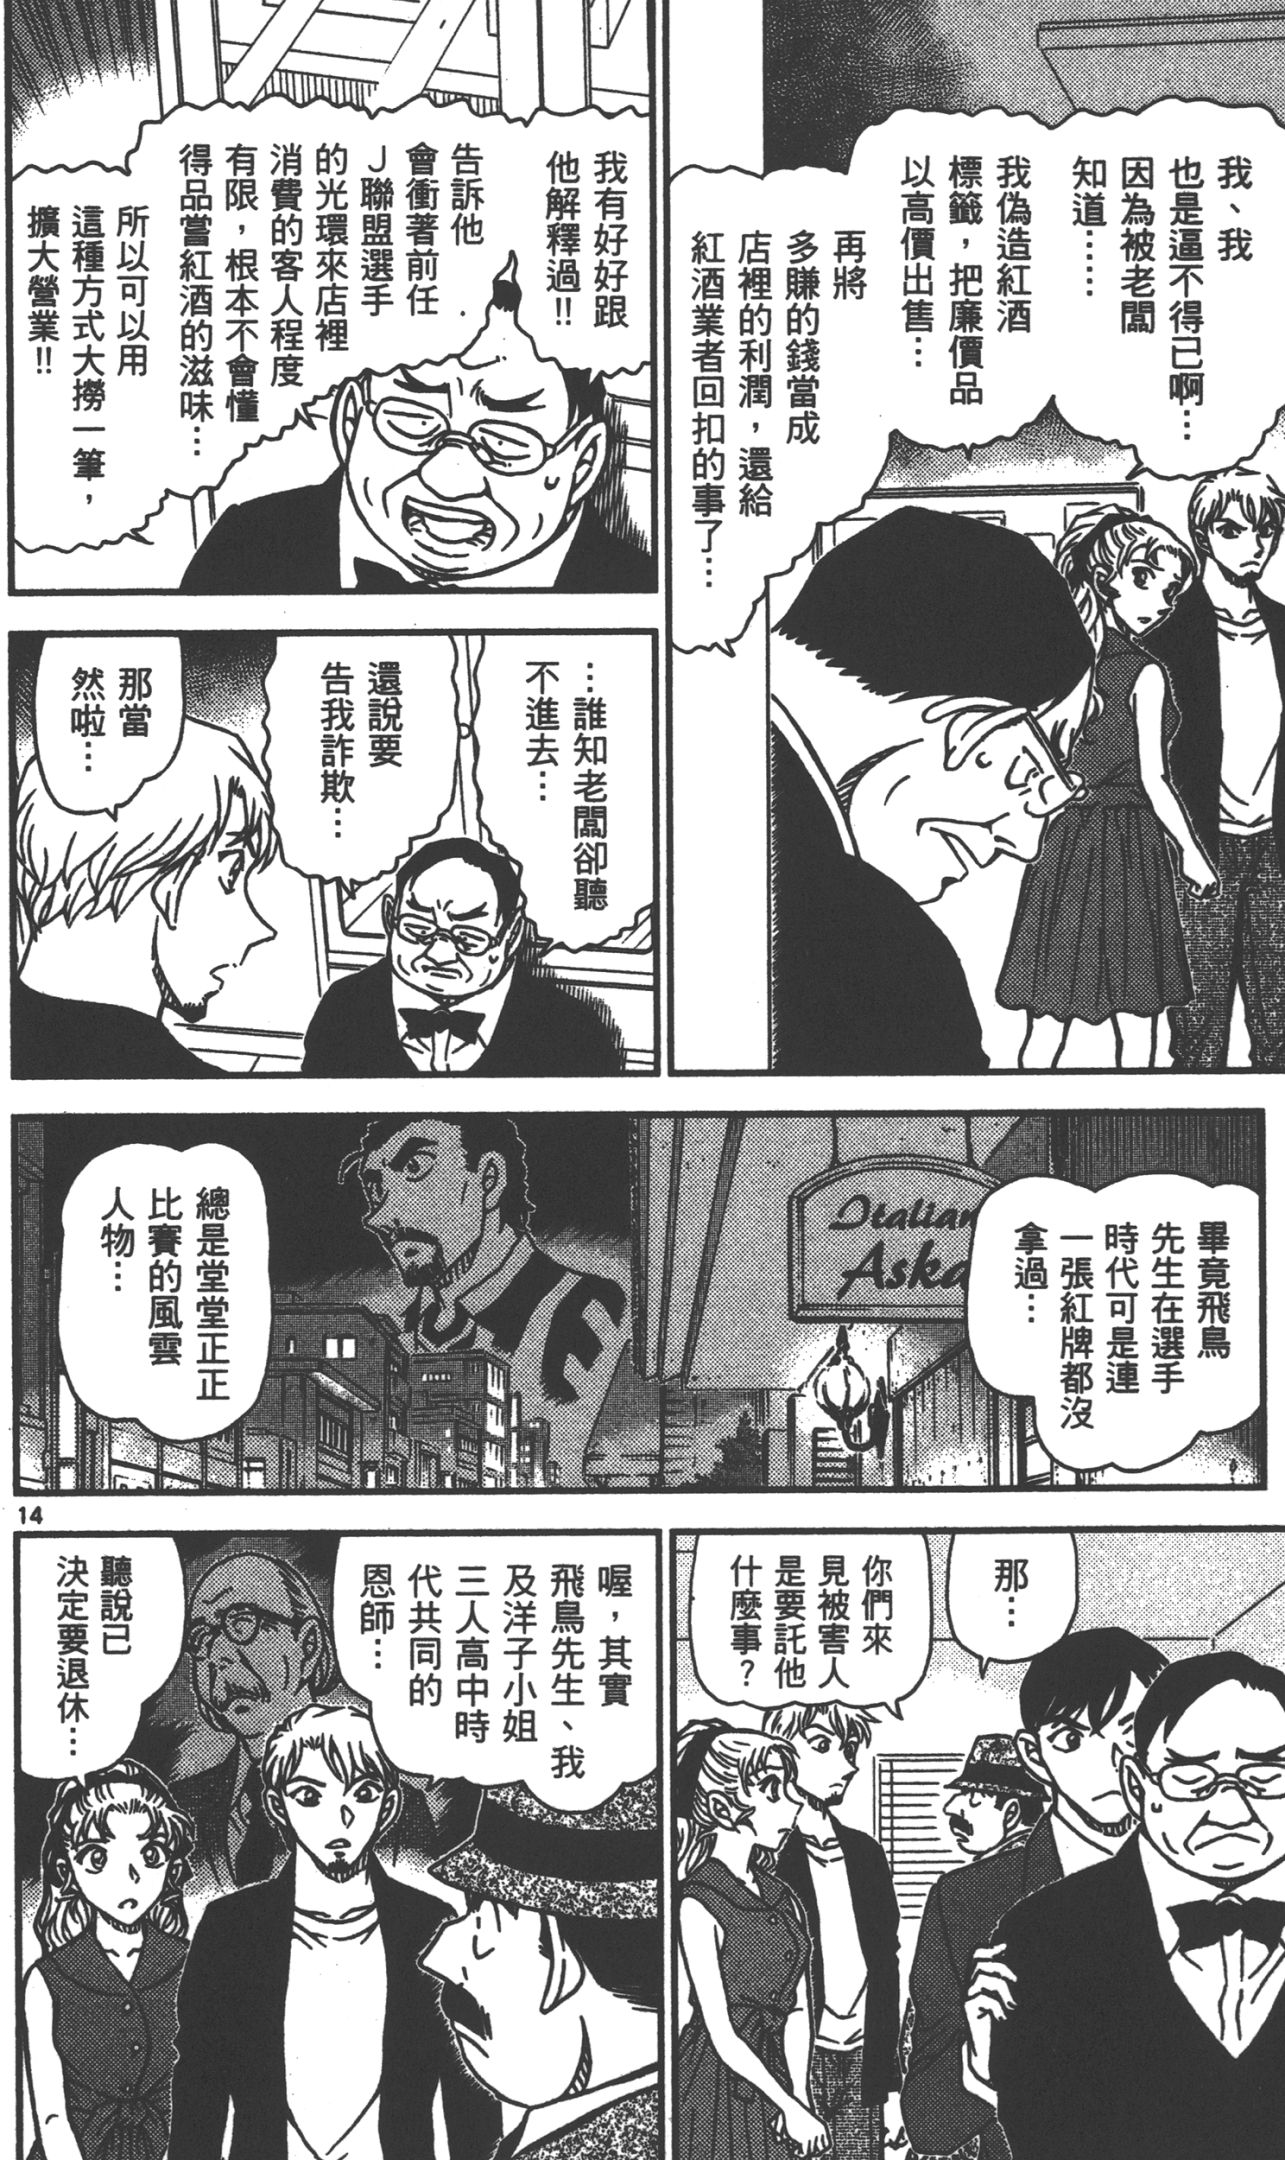 我、我
也是逼不得已啊…
因為被老闆
知道……
我偽造紅酒
標籤，把廉價品
以高價出售…
再將
多賺的錢當成
店裡的利潤，還給
紅酒業者回扣的事了…
我有好好跟
他解釋過!!
告訴他
會衝著前任
J聯盟選手
的光環來店裡
消費的客人程度
有限，根本不會懂
得品嘗紅酒的滋味…
所以可以用
這種方式大撈一筆，
擴大營業!!
…誰知老闆卻聽
不進去…
還說要
告我詐欺…
那當
然啦…
畢竟飛鳥
先生在選手
時代可是連
一張紅牌都沒
拿過…
Italian
Aska
總是堂堂正正
比賽的風雲
人物…
14
那…
你們來
見被害人
是要託他
什麼事?
喔，其實
飛鳥先生、我
及洋子小姐
三人高中時
代共同的
恩師…
聽說已
決定要退休…